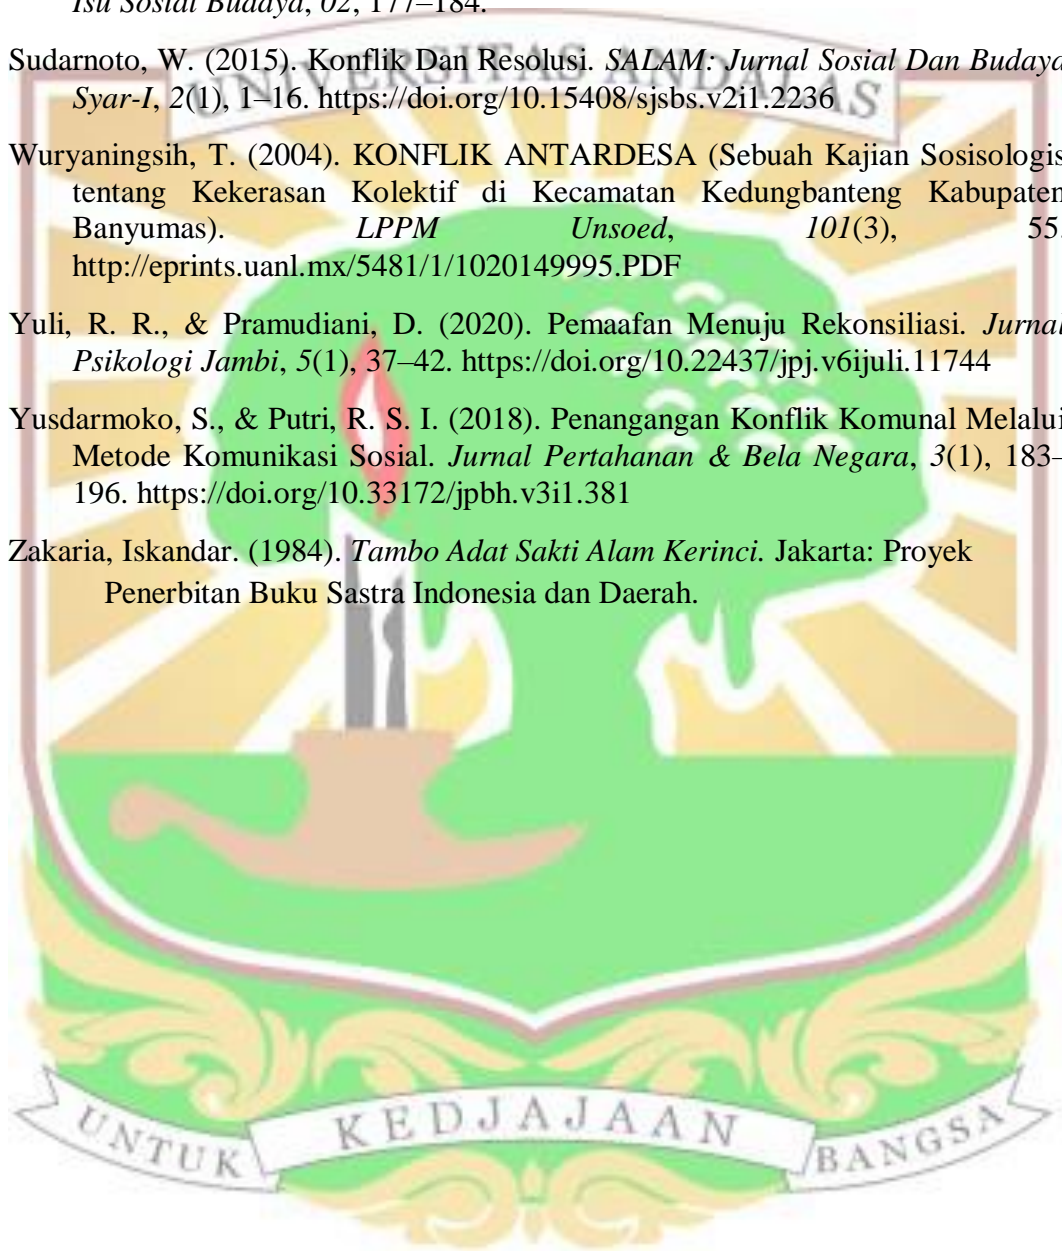 Isu Sosial Budaya, 02, 177–184.
Sudarnoto, W. (2015). Konflik Dan Resolusi. SALAM: Jurnal Sosial Dan Budaya
Syar-I, 2(1), 1–16. https://doi.org/10.15408/sjsbs.v2i1.2236
UNIVERSITAS ANDALAS
Wuryaningsih, T. (2004). KONFLIK ANTARDESA (Sebuah Kajian Sosisologis
tentang Kekerasan Kolektif di Kecamatan Kedungbanteng Kabupaten
Banyumas). LPPM Unsoed, 101(3), 55.
http://eprints.uanl.mx/5481/1/1020149995.PDF
Yuli, R. R., & Pramudiani, D. (2020). Pemaafan Menuju Rekonsiliasi. Jurnal
Psikologi Jambi, 5(1), 37–42. https://doi.org/10.22437/jpj.v6ijuli.11744
Yusdarmoko, S., & Putri, R. S. I. (2018). Penangangan Konflik Komunal Melalui
Metode Komunikasi Sosial. Jurnal Pertahanan & Bela Negara, 3(1), 183–
196. https://doi.org/10.33172/jpbh.v3i1.381
Zakaria, Iskandar. (1984). Tambo Adat Sakti Alam Kerinci. Jakarta: Proyek
Penerbitan Buku Sastra Indonesia dan Daerah.
UNTUK KEDJAJAAN BANGSA